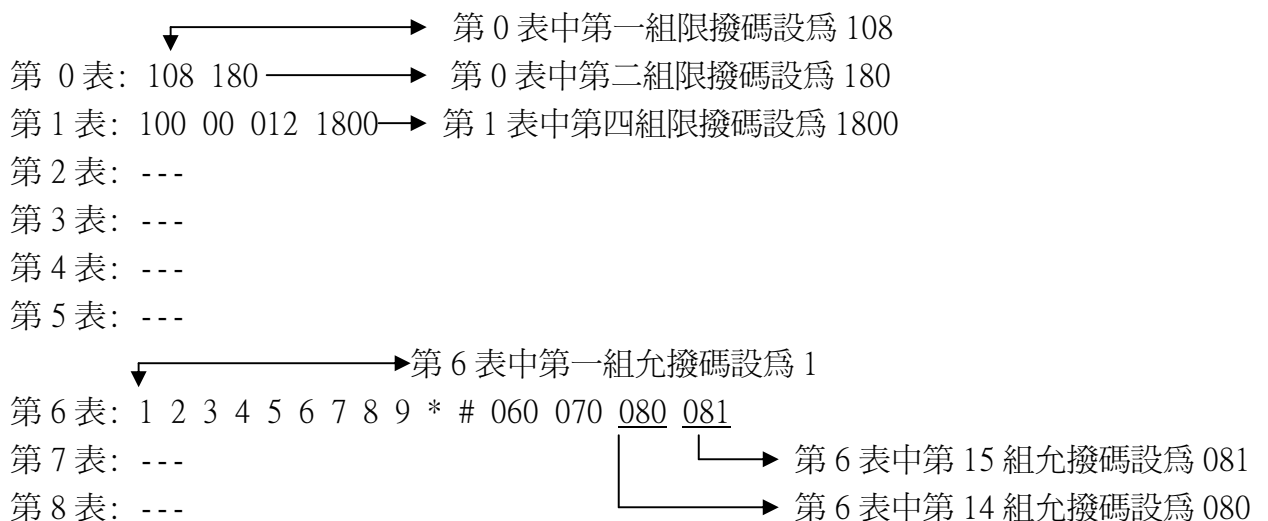 第 0 表中第一組限撥碼設爲 108
第 0 表: 108 180 第 0 表中第二組限撥碼設爲 180
第 1 表: 100 00 012 1800 第 1 表中第四組限撥碼設爲 1800
第 2 表: ---
第 3 表: ---
第 4 表: ---
第 5 表: ---
第 6 表中第一組允撥碼設爲 1
第 6 表: 1 2 3 4 5 6 7 8 9 * # 060 070 080 081
第 7 表: --- 第 6 表中第 15 組允撥碼設爲 081
第 8 表: --- 第 6 表中第 14 組允撥碼設爲 080